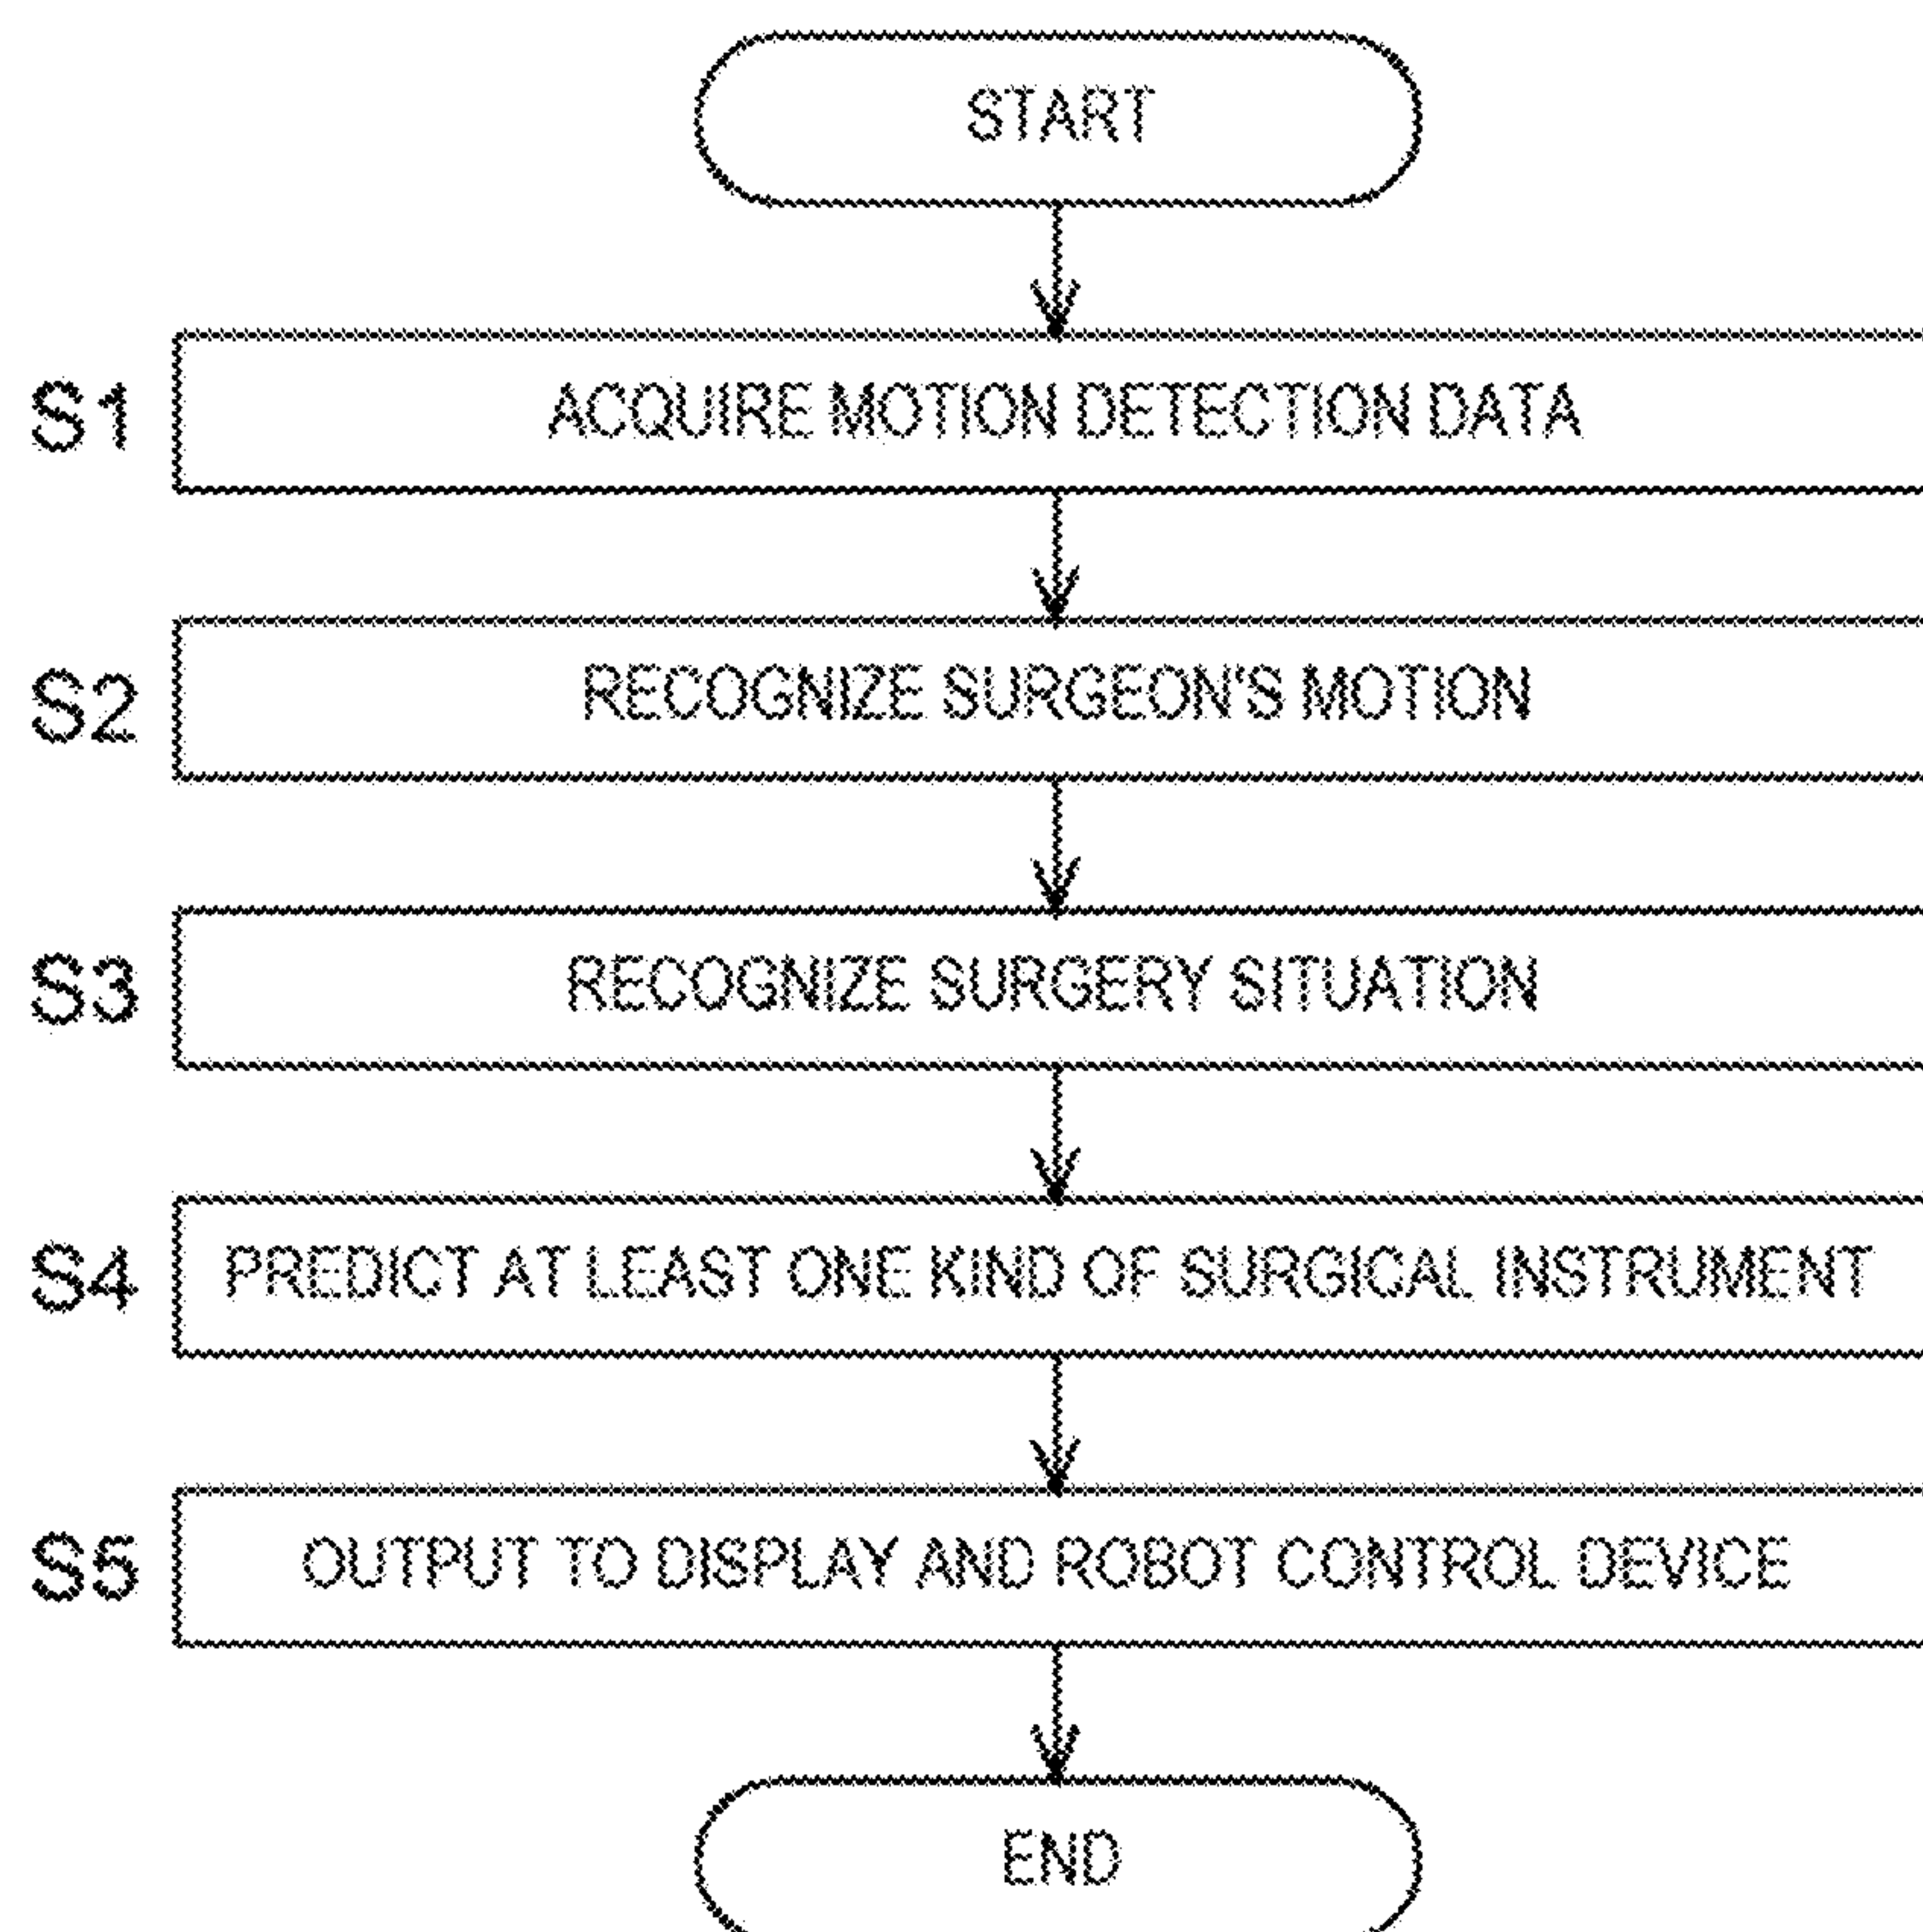 START
S1 ACQUIRE MOTION DETECTION DATA
S2 RECOGNIZE SURGEON'S MOTION
S3 RECOGNIZE SURGERY SITUATION
S4 PREDICT AT LEAST ONE KIND OF SURGICAL INSTRUMENT
S5 OUTPUT TO DISPLAY AND ROBOT CONTROL DEVICE
END